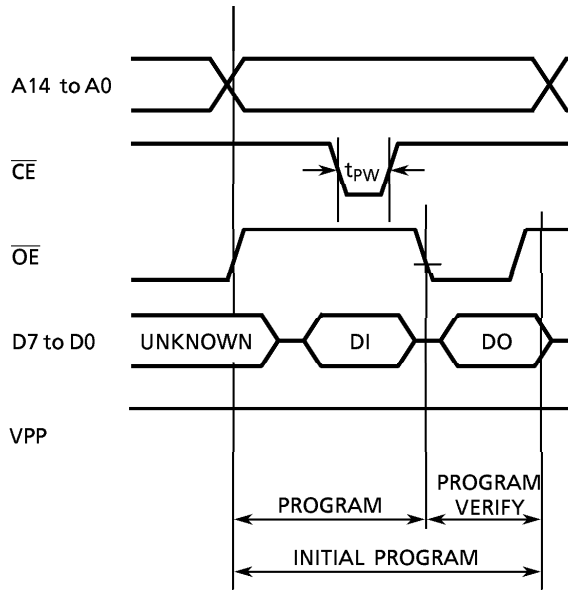 A14 to A0
CE
tPW
OE
D7 to D0
UNKNOWN
DI
DO
VPP
PROGRAM
PROGRAM
VERIFY
INITIAL PROGRAM